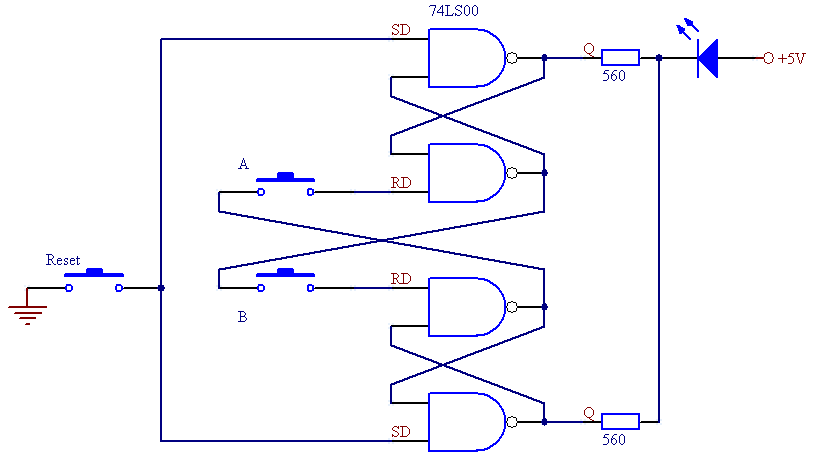 74LS00
SD
Q
+5V
560
A
RD
Reset
RD
B
Q
SD
560